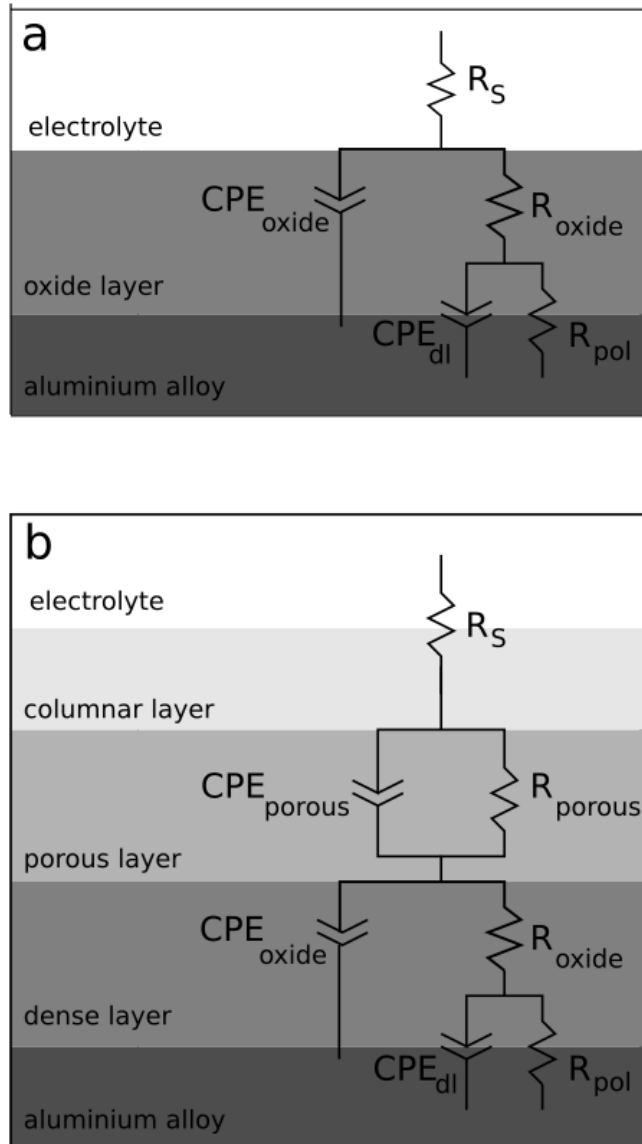 a
R_S
electrolyte
CPE_oxide
R_oxide
oxide layer
CPE_dl
R_pol
aluminium alloy
b
electrolyte
R_S
columnar layer
CPE_porous
R_porous
porous layer
CPE_oxide
R_oxide
dense layer
CPE_dl
R_pol
aluminium alloy